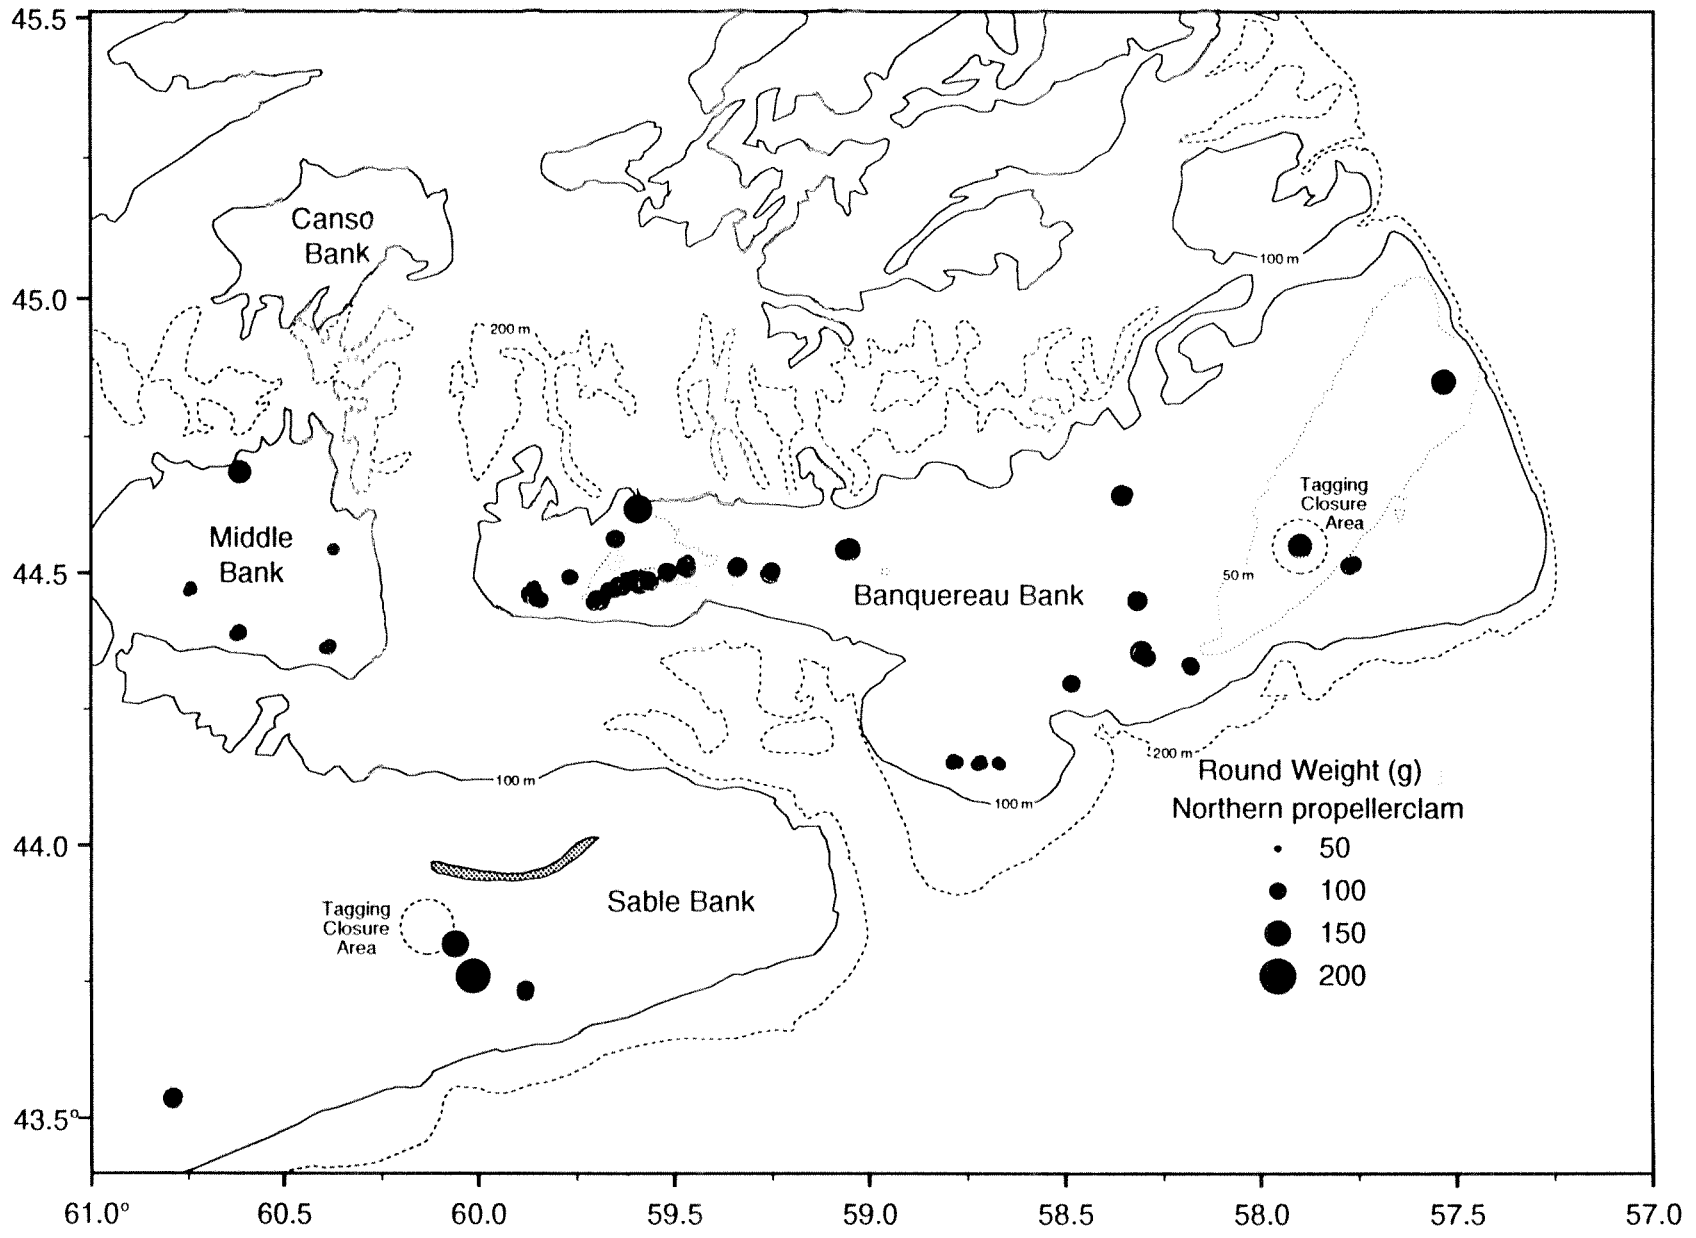 45.5
Canso
Bank
100 m
45.0
200 m
Tagging
Closure
Area
Middle
Bank
44.5
50 m
Banquereau Bank
200 m
100 m
100 m
Round Weight (g)
Northern propellerclam
44.0
50
100
Sable Bank
Tagging
Closure
Area
150
200
43.5°
61.0° 60.5 60.0 59.5 59.0 58.5 58.0 57.5 57.0